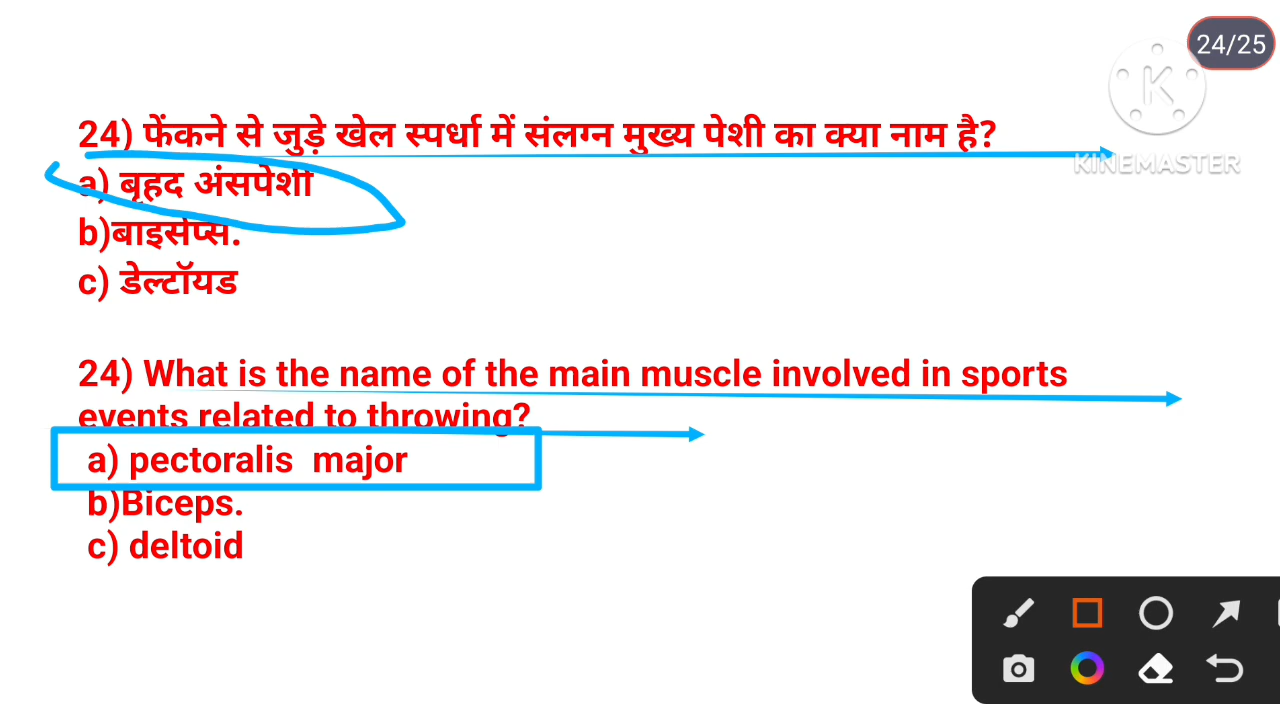 24/25
KINEMASTER
24) फेंकने से जुड़े खेल स्पर्धा में संलग्न मुख्य पेशी का क्या नाम है?
a) बृहद अंसपेशी
b)बाइसेप्स.
c) डेल्टॉयड
24) What is the name of the main muscle involved in sports
events related to throwing?
a) pectoralis major
b)Biceps.
c) deltoid